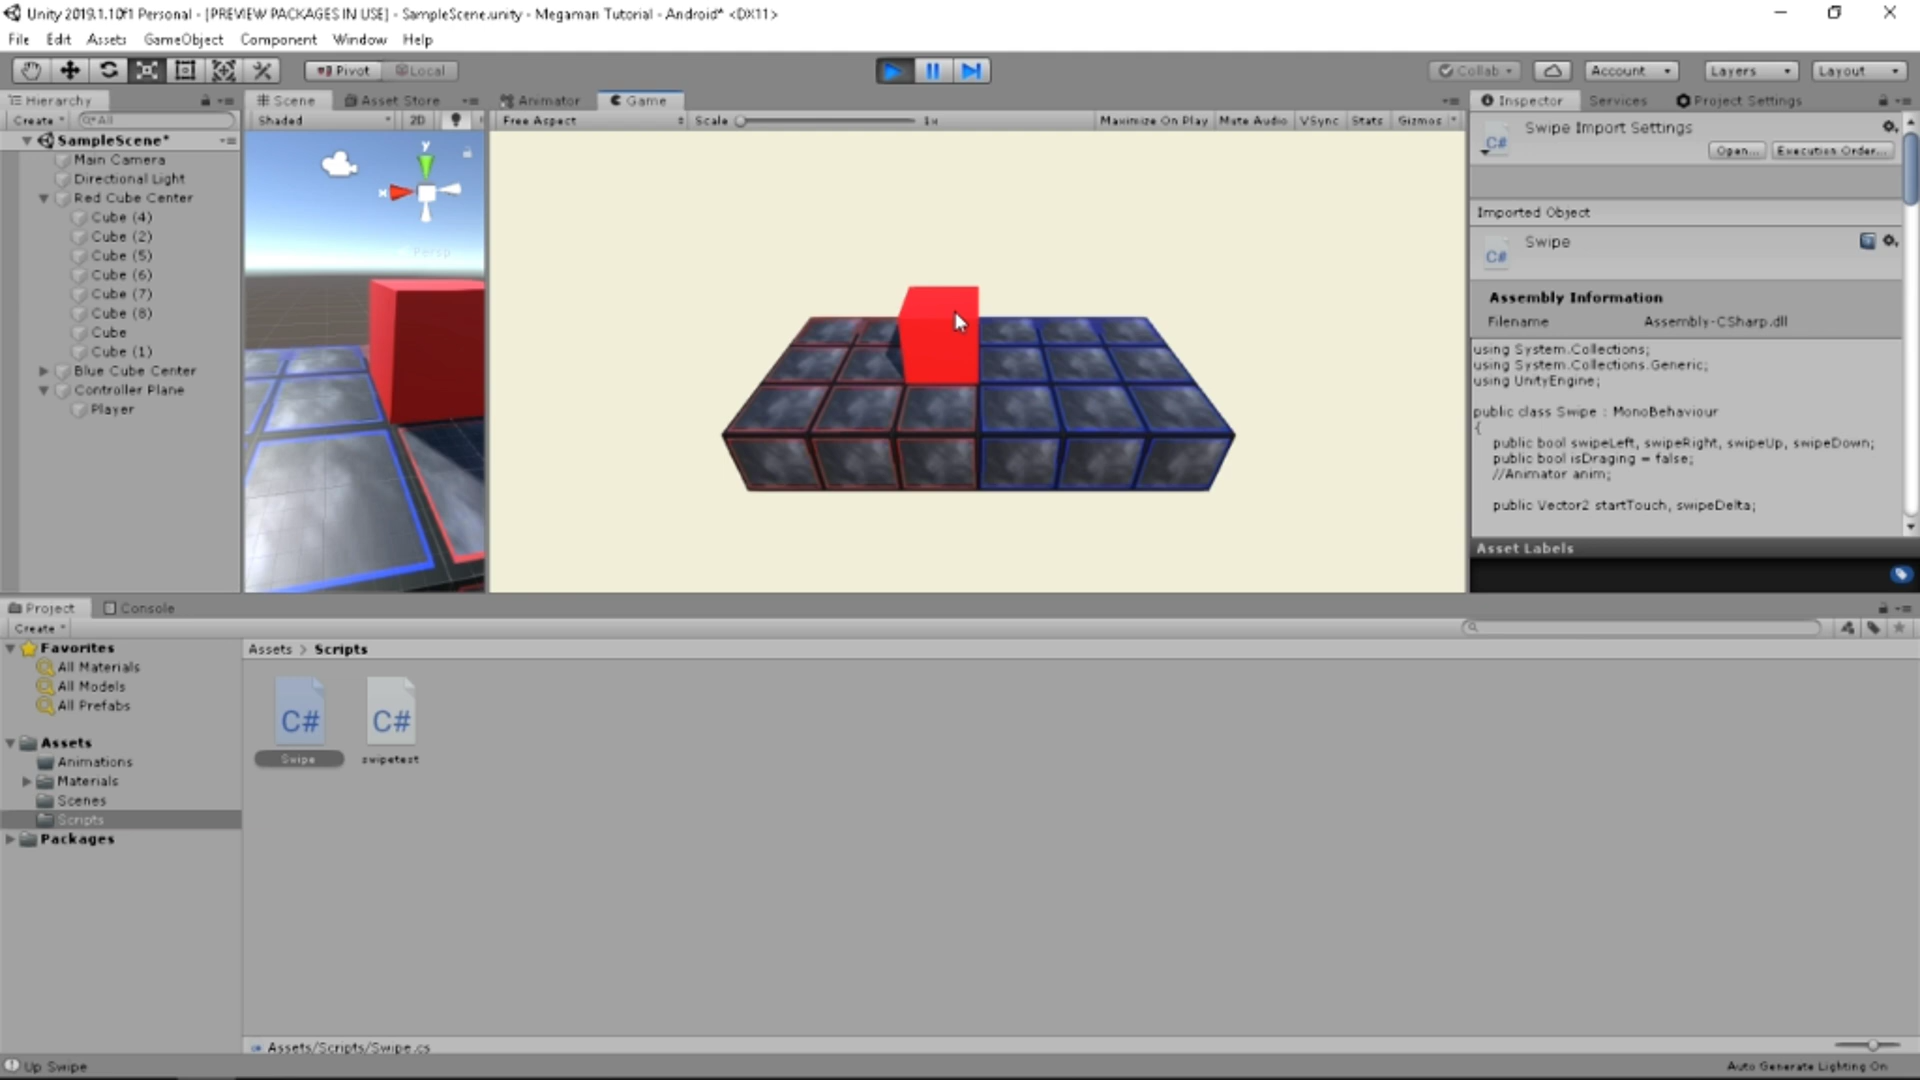 Unity 2019.1.10f1 Personal - [PREVIEW PACKAGES IN USE] - SampleScene.unity - Megaman Tutorial - Android* <DX11>
File Edit Assets GameObject Component Window Help
Pivot Local Collab Account Layers Layout
Hierarchy Scene Asset Store Animator Game Inspector Services Project Settings
Create All Shaded 2D Free Aspect Scale 1x Maximize On Play Mute Audio VSync Stats Gizmos
SampleScene*
Main Camera
Directional Light
Red Cube Center
Cube (4)
Cube (2)
Cube (5)
Cube (6)
Cube (7)
Cube (8)
Cube
Cube (1)
Blue Cube Center
Controller Plane
Player
y
x
Persp
C#
Swipe Import Settings
Open... Execution Order...
Imported Object
C#
Swipe
Assembly Information
Filename Assembly-CSharp.dll
using System.Collections;
using System.Collections.Generic;
using UnityEngine;
public class Swipe : MonoBehaviour
{
public bool swipeLeft, swipeRight, swipeUp, swipeDown;
public bool isDraging = false;
//Animator anim;
public Vector2 startTouch, swipeDelta;
Asset Labels
Project Console
Create
Favorites
All Materials
All Models
All Prefabs
Assets
Animations
Materials
Scenes
Scripts
Packages
Assets > Scripts
C# C#
Swipe swipetest
Assets/Scripts/Swipe.cs
Up Swipe
Auto Generate Lighting On